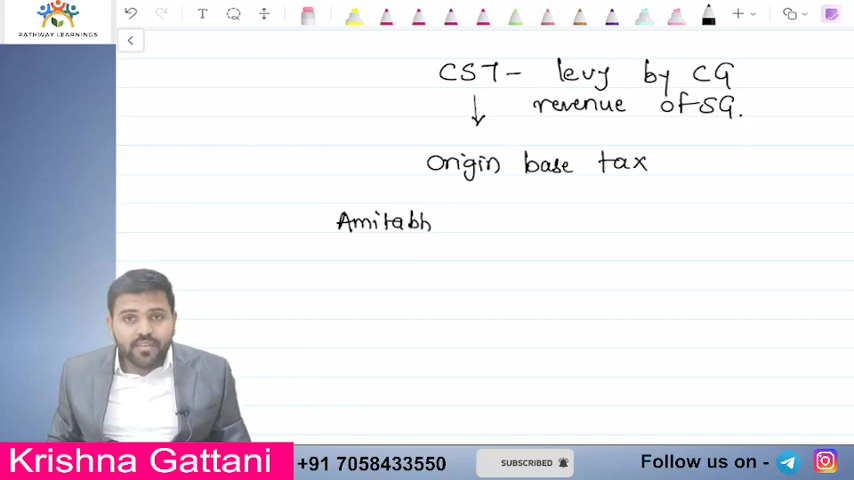 PATHWAY LEARNINGS
T
CST - levy by CG
revenue of SG.
Origin base tax
Amitabh
Krishna Gattani
+91 7058433550
SUBSCRIBED
Follow us on -